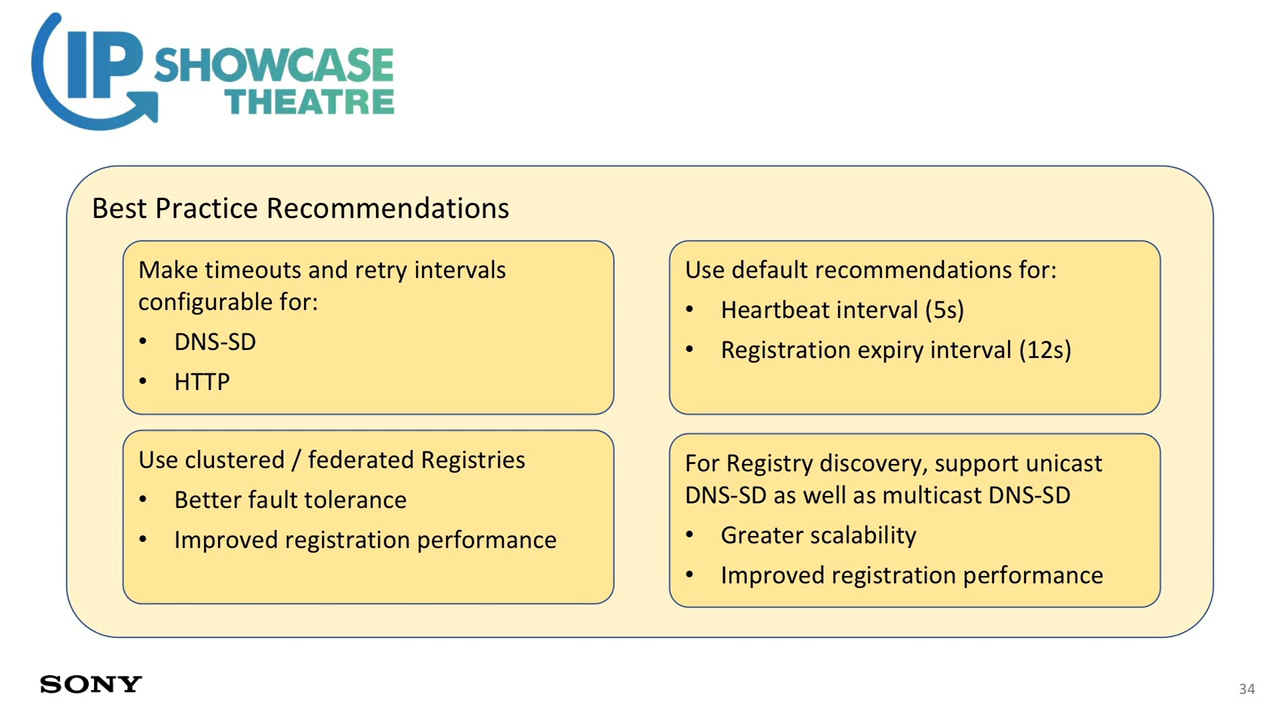 IP SHOWCASE
THEATRE
Best Practice Recommendations
Make timeouts and retry intervals
configurable for:
• DNS-SD
• HTTP
Use default recommendations for:
• Heartbeat interval (5s)
• Registration expiry interval (12s)
Use clustered / federated Registries
• Better fault tolerance
• Improved registration performance
For Registry discovery, support unicast
DNS-SD as well as multicast DNS-SD
• Greater scalability
• Improved registration performance
SONY
34